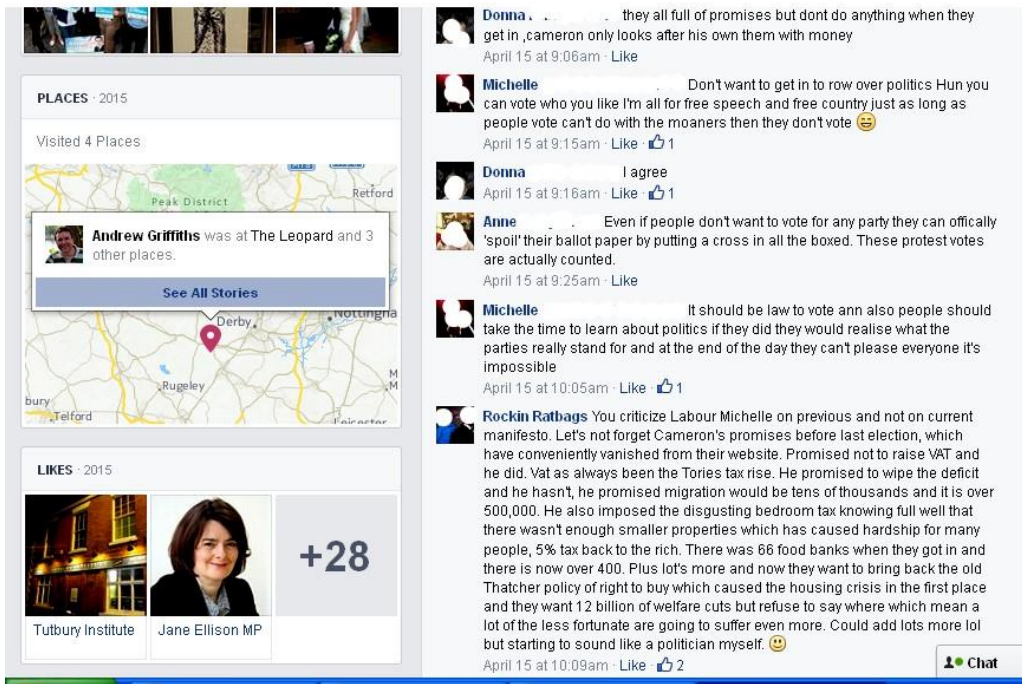 PLACES · 2015
Visited 4 Places
Peak District
Retford
Andrew Griffiths was at The Leopard and 3
other places.
See All Stories
Nottingha
Derby
Rugeley
bury
Telford
Leicester
LIKES · 2015
+28
Tutbury Institute
Jane Ellison MP
Donna they all full of promises but dont do anything when they
get in ,cameron only looks after his own them with money
April 15 at 9:06am · Like
Michelle Don't want to get in to row over politics Hun you
can vote who you like I'm all for free speech and free country just as long as
people vote can't do with the moaners then they don't vote 😄
April 15 at 9:15am · Like · 1
Donna I agree
April 15 at 9:16am · Like · 1
Anne Even if people don't want to vote for any party they can offically
'spoil' their ballot paper by putting a cross in all the boxed. These protest votes
are actually counted.
April 15 at 9:25am · Like
Michelle It should be law to vote ann also people should
take the time to learn about politics if they did they would realise what the
parties really stand for and at the end of the day they can't please everyone it's
impossible
April 15 at 10:05am · Like · 1
Rockin Ratbags You criticize Labour Michelle on previous and not on current
manifesto. Let's not forget Cameron's promises before last election, which
have conveniently vanished from their website. Promised not to raise VAT and
he did. Vat as always been the Tories tax rise. He promised to wipe the deficit
and he hasn't, he promised migration would be tens of thousands and it is over
500,000. He also imposed the disgusting bedroom tax knowing full well that
there wasn't enough smaller properties which has caused hardship for many
people, 5% tax back to the rich. There was 66 food banks when they got in and
there is now over 400. Plus lot's more and now they want to bring back the old
Thatcher policy of right to buy which caused the housing crisis in the first place
and they want 12 billion of welfare cuts but refuse to say where which mean a
lot of the less fortunate are going to suffer even more. Could add lots more lol
but starting to sound like a politician myself. 🙂
April 15 at 10:09am · Like · 2
Chat